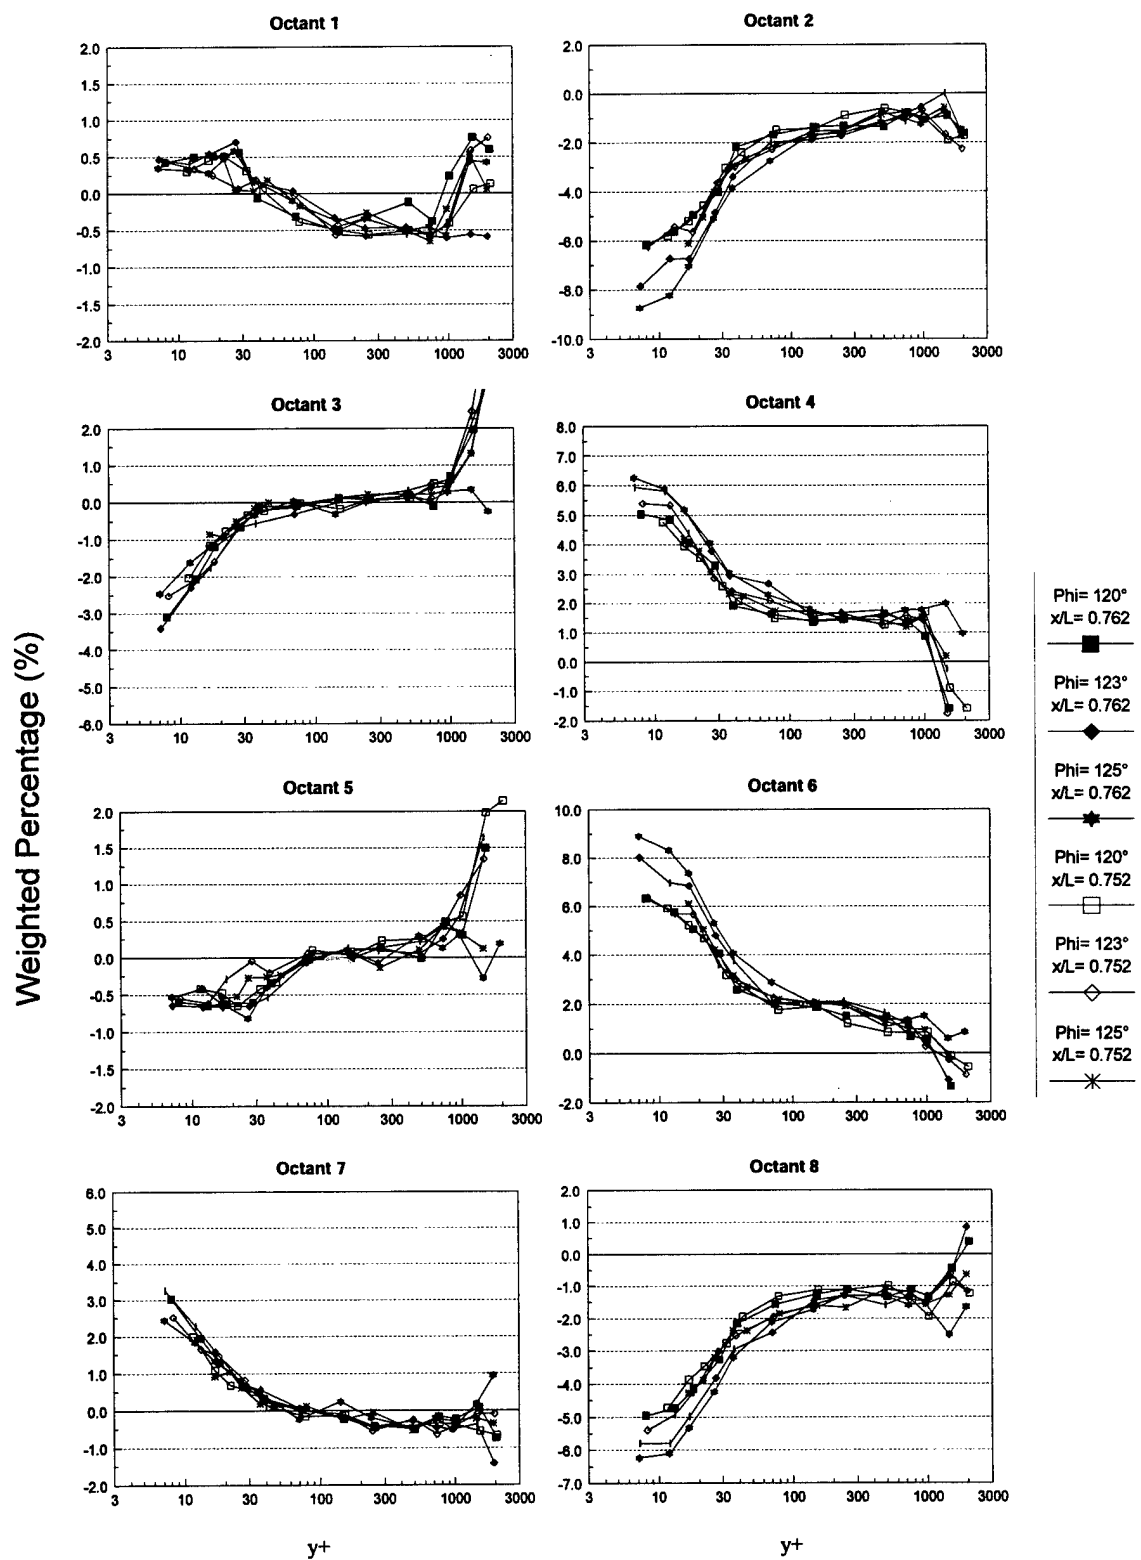 Octant 1
2.0
1.5
1.0
0.5
0.0
-0.5
-1.0
-1.5
-2.0
3 10 30 100 300 1000 3000
Octant 2
2.0
0.0
-2.0
-4.0
-6.0
-8.0
-10.0
3 10 30 100 300 1000 3000
Octant 3
2.0
1.0
0.0
-1.0
-2.0
-3.0
-4.0
-5.0
-6.0
3 10 30 100 300 1000 3000
Octant 4
8.0
7.0
6.0
5.0
4.0
3.0
2.0
1.0
0.0
-1.0
-2.0
3 10 30 100 300 1000 3000
Weighted Percentage (%)
Octant 5
2.0
1.5
1.0
0.5
0.0
-0.5
-1.0
-1.5
-2.0
3 10 30 100 300 1000 3000
Octant 6
10.0
8.0
6.0
4.0
2.0
0.0
-2.0
3 10 30 100 300 1000 3000
Octant 7
6.0
5.0
4.0
3.0
2.0
1.0
0.0
-1.0
-2.0
3 10 30 100 300 1000 3000
y+
Octant 8
2.0
1.0
0.0
-1.0
-2.0
-3.0
-4.0
-5.0
-6.0
-7.0
3 10 30 100 300 1000 3000
y+
Phi= 120°
x/L= 0.762
Phi= 123°
x/L= 0.762
Phi= 125°
x/L= 0.762
Phi= 120°
x/L= 0.752
Phi= 123°
x/L= 0.752
Phi= 125°
x/L= 0.752